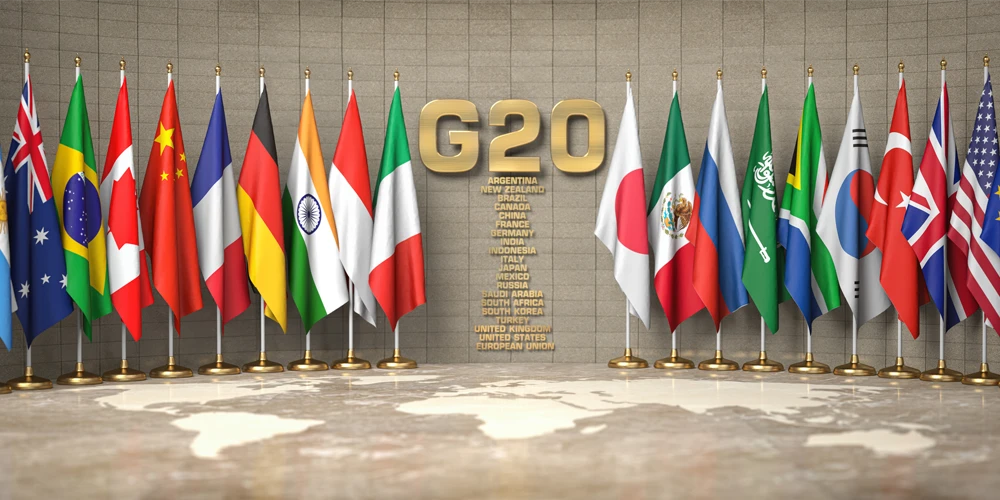 G20
ARGENTINA
NEW ZEALAND
BRAZIL
CANADA
CHINA
FRANCE
GERMANY
INDIA
INDONESIA
ITALY
JAPAN
MEXICO
RUSSIA
SAUDI ARABIA
SOUTH AFRICA
SOUTH KOREA
TURKEY
UNITED KINGDOM
UNITED STATES
EUROPEAN UNION